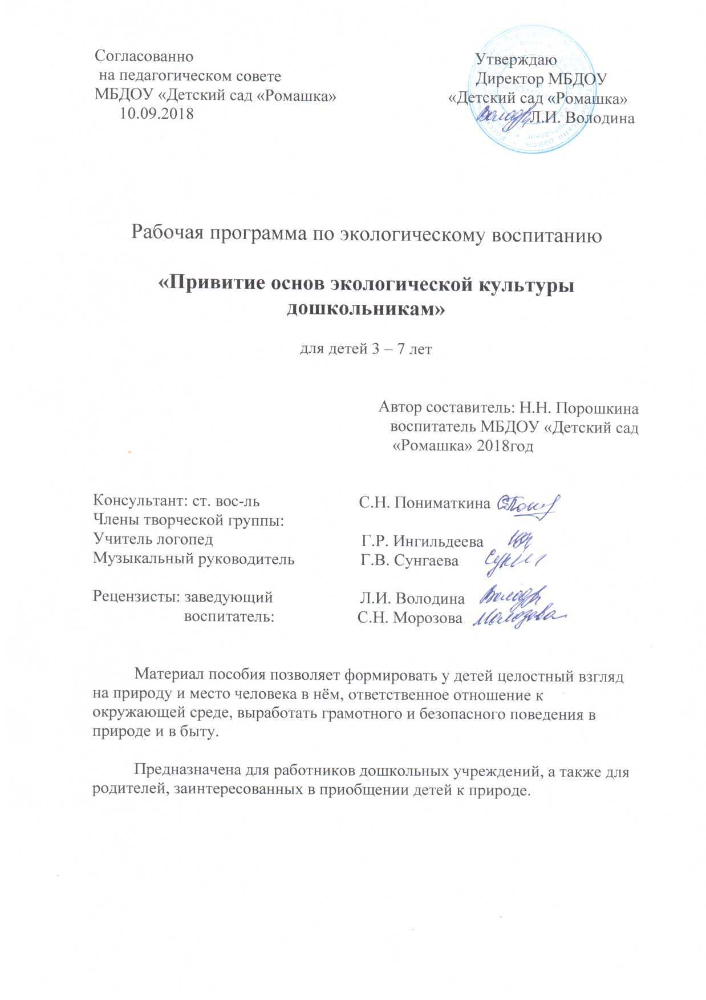 Согласованно
на педагогическом совете
МБДОУ «Детский сад «Ромашка»
10.09.2018
Утверждаю
Директор МБДОУ
«Детский сад «Ромашка»
Л.И. Володина
Рабочая программа по экологическому воспитанию
«Привитие основ экологической культуры
дошкольникам»
для детей 3 – 7 лет
Автор составитель: Н.Н. Порошкина
воспитатель МБДОУ «Детский сад
«Ромашка» 2018год
Консультант: ст. вос-ль С.Н. Пониматкина
Члены творческой группы:
Учитель логопед Г.Р. Ингильдеева
Музыкальный руководитель Г.В. Сунгаева
Рецензисты: заведующий Л.И. Володина
воспитатель: С.Н. Морозова
Материал пособия позволяет формировать у детей целостный взгляд
на природу и место человека в нём, ответственное отношение к
окружающей среде, выработать грамотного и безопасного поведения в
природе и в быту.
Предназначена для работников дошкольных учреждений, а также для
родителей, заинтересованных в приобщении детей к природе.